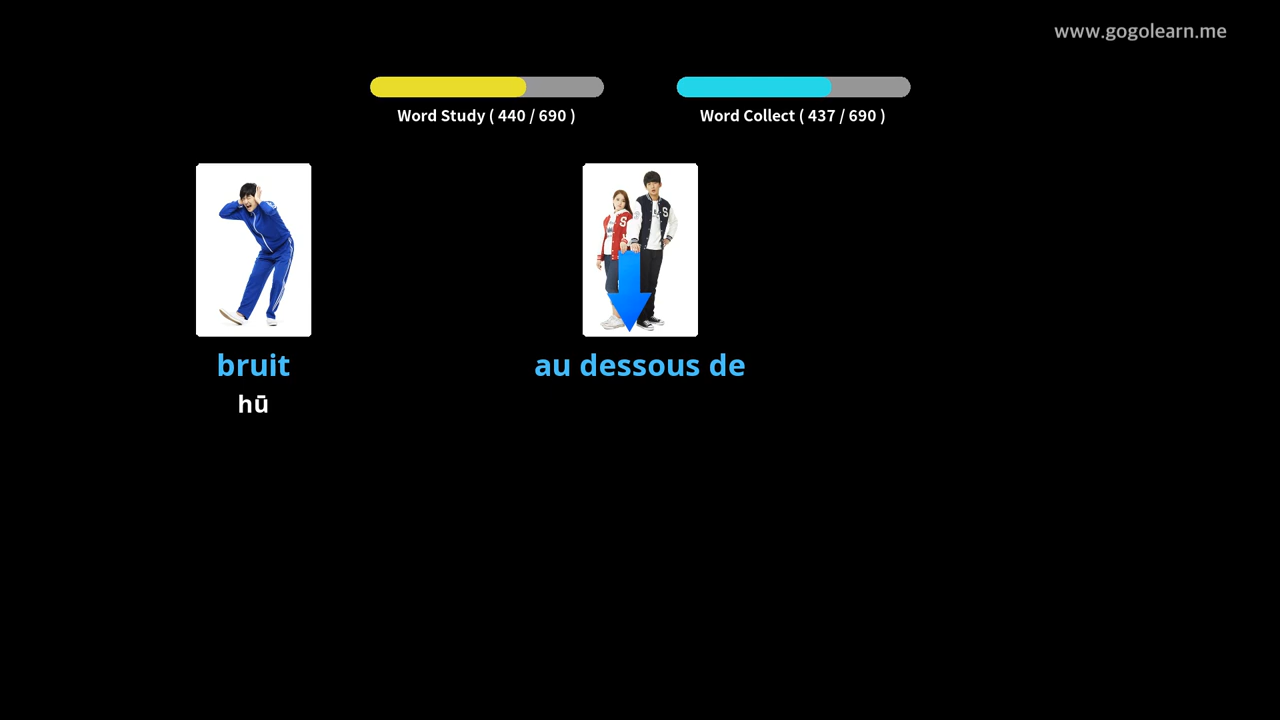 www.gogolearn.me
Word Study ( 440 / 690 )
Word Collect ( 437 / 690 )
S
S
bruit
au dessous de
hū